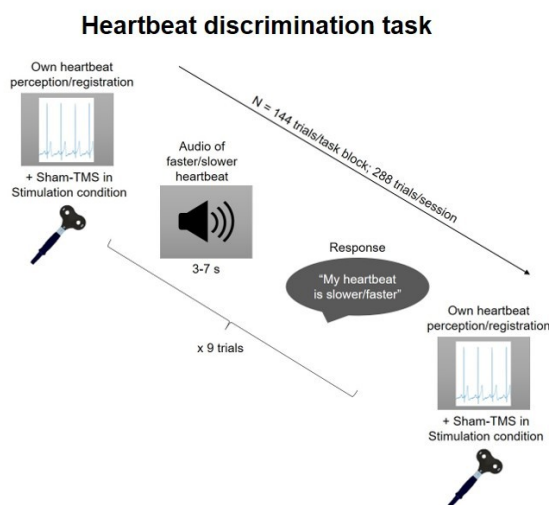 Heartbeat discrimination task
Own heartbeat
perception/registration
+ Sham-TMS in
Stimulation condition
N = 144 trials/task block; 288 trials/session
Audio of
faster/slower
heartbeat
3-7 s
x 9 trials
Response
“My heartbeat
is slower/faster”
Own heartbeat
perception/registration
+ Sham-TMS in
Stimulation condition